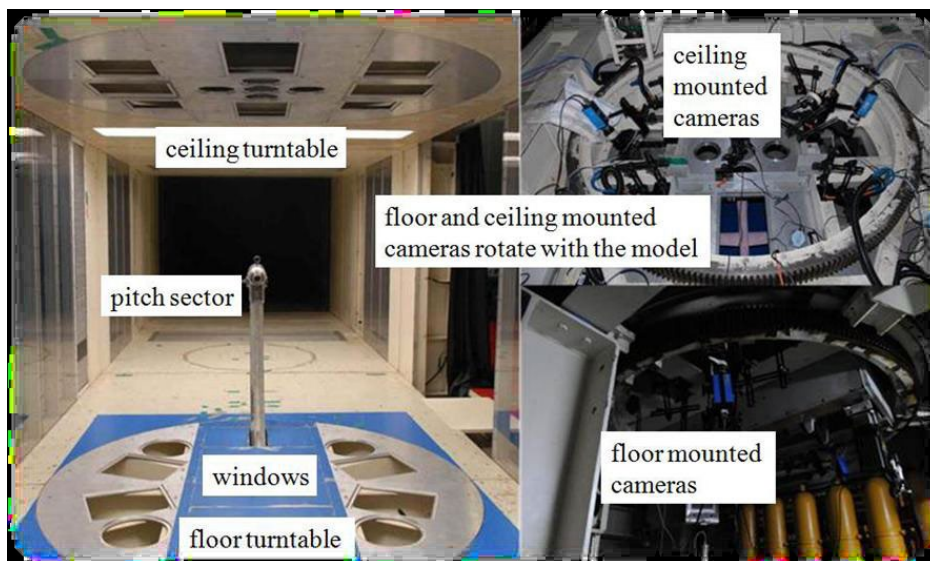 ceiling
mounted
cameras
ceiling turntable
floor and ceiling mounted
cameras rotate with the model
pitch sector
windows
floor mounted
cameras
floor turntable